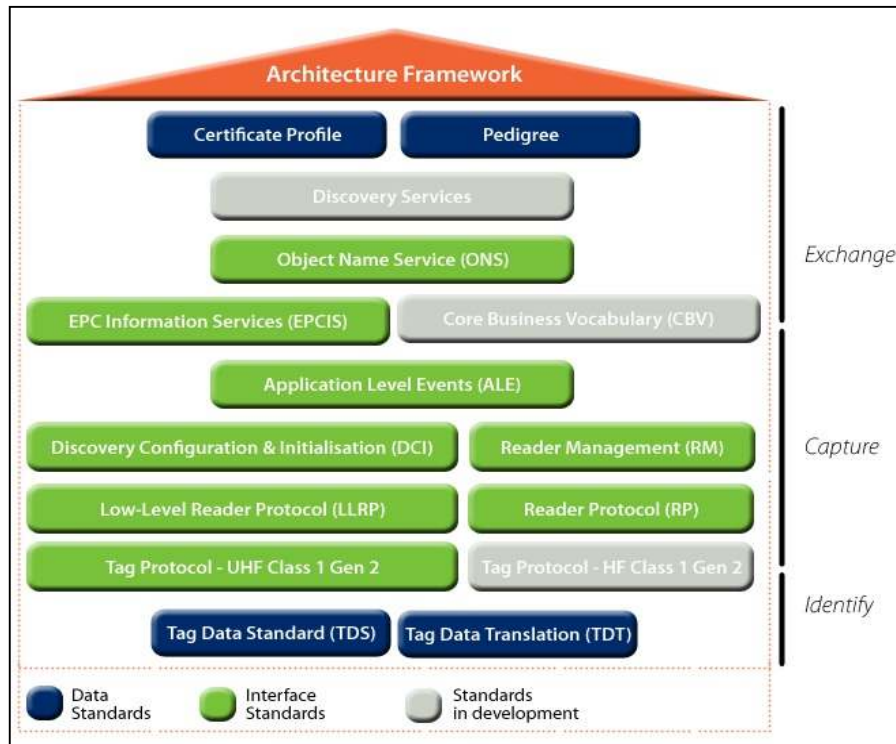 Architecture Framework
Certificate Profile
Pedigree
Discovery Services
Object Name Service (ONS)
Exchange
EPC Information Services (EPCIS)
Core Business Vocabulary (CBV)
Application Level Events (ALE)
Discovery Configuration & Initialisation (DCI)
Reader Management (RM)
Capture
Low-Level Reader Protocol (LLRP)
Reader Protocol (RP)
Tag Protocol - UHF Class 1 Gen 2
Tag Protocol - HF Class 1 Gen 2
Identify
Tag Data Standard (TDS)
Tag Data Translation (TDT)
Data
Standards
Interface
Standards
Standards
in development